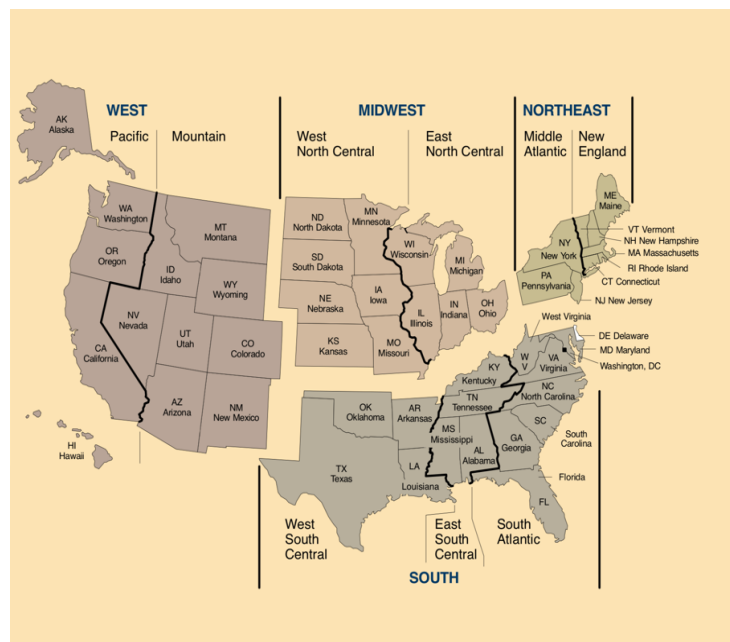 WEST
MIDWEST
NORTHEAST
AK
Alaska
Pacific
Mountain
West
North Central
East
North Central
Middle
Atlantic
New
England
WA
Washington
OR
Oregon
CA
California
NV
Nevada
ID
Idaho
MT
Montana
WY
Wyoming
UT
Utah
CO
Colorado
AZ
Arizona
NM
New Mexico
HI
Hawaii
ND
North Dakota
MN
Minnesota
SD
South Dakota
NE
Nebraska
IA
Iowa
KS
Kansas
MO
Missouri
WI
Wisconsin
MI
Michigan
IL
Illinois
IN
Indiana
OH
Ohio
ME
Maine
NY
New York
PA
Pennsylvania
VT Vermont
NH New Hampshire
MA Massachusetts
RI Rhode Island
CT Connecticut
NJ New Jersey
West Virginia
DE Delaware
MD Maryland
Washington, DC
W
V
VA
Virginia
KY
Kentucky
NC
North Carolina
TN
Tennessee
SC
South
Carolina
OK
Oklahoma
AR
Arkansas
MS
Mississippi
AL
Alabama
GA
Georgia
TX
Texas
LA
Louisiana
Florida
FL
West
South
Central
East
South
Central
South
Atlantic
SOUTH